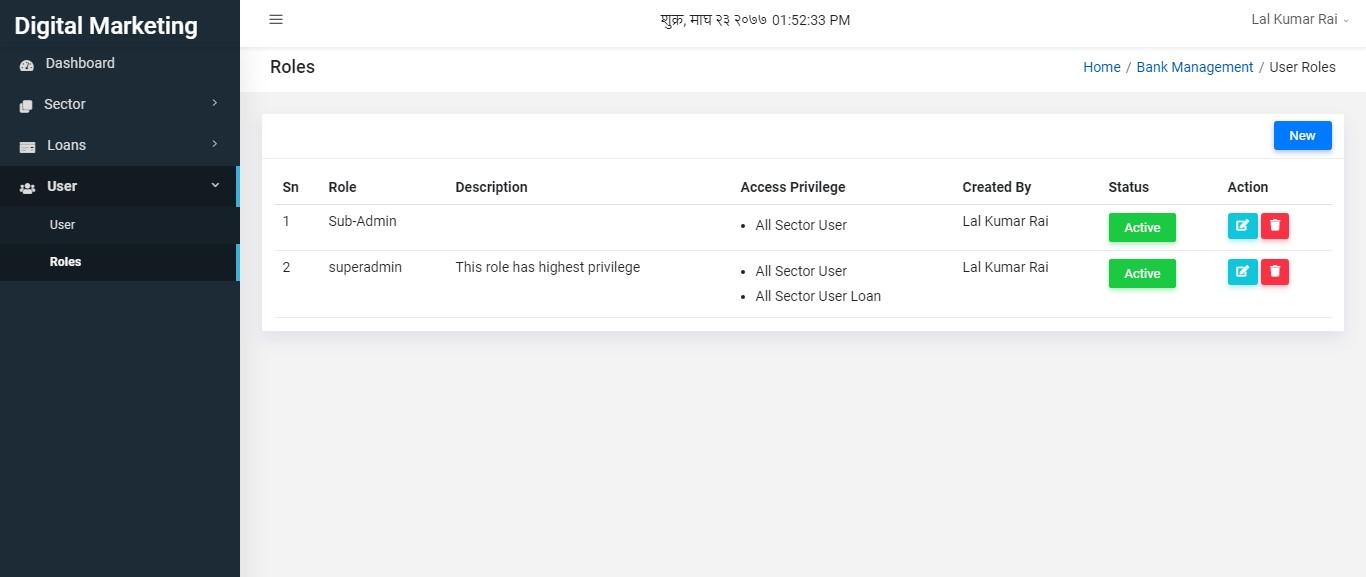 Digital Marketing
शुक्र, माघ २३ २०७७ 01:52:33 PM
Lal Kumar Rai
Dashboard
Sector
Loans
User
User
Roles
Roles
Home / Bank Management / User Roles
New
Sn Role Description Access Privilege Created By Status Action
1 Sub-Admin • All Sector User Lal Kumar Rai Active
2 superadmin This role has highest privilege • All Sector User Lal Kumar Rai Active
• All Sector User Loan